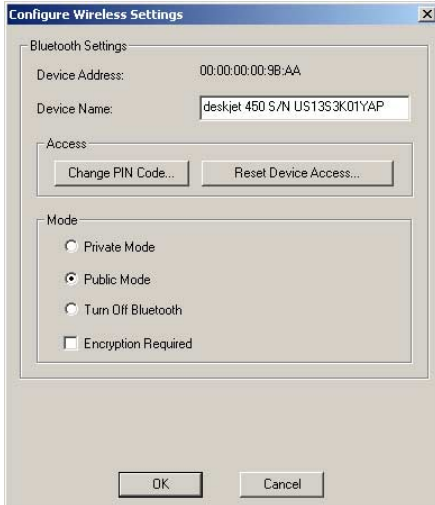 Configure Wireless Settings
Bluetooth Settings
Device Address: 00:00:00:00:9B:AA
Device Name: deskjet 450 S/N US13S3K01YAP
Access
Change PIN Code... Reset Device Access...
Mode
Private Mode
Public Mode
Turn Off Bluetooth
Encryption Required
OK Cancel